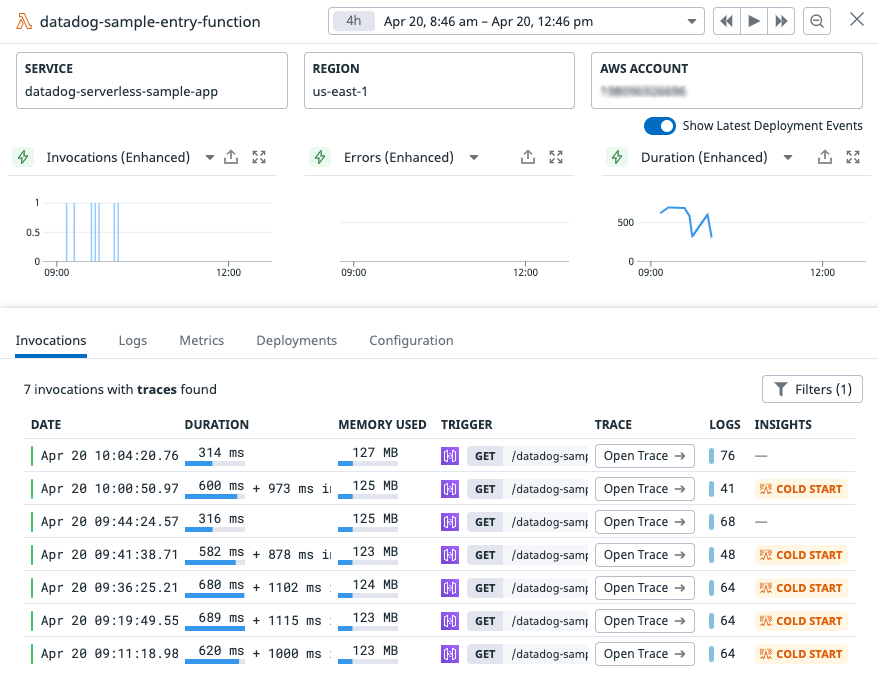 datadog-sample-entry-function
4h Apr 20, 8:46 am – Apr 20, 12:46 pm
SERVICE
datadog-serverless-sample-app
REGION
us-east-1
AWS ACCOUNT
Show Latest Deployment Events
Invocations (Enhanced)
1
0.5
0
09:00 12:00
Errors (Enhanced)
09:00 12:00
Duration (Enhanced)
500
0
09:00 12:00
Invocations Logs Metrics Deployments Configuration
7 invocations with traces found
Filters (1)
DATE DURATION MEMORY USED TRIGGER TRACE LOGS INSIGHTS
Apr 20 10:04:20.76 314 ms 127 MB GET /datadog-samp Open Trace → 76 —
Apr 20 10:00:50.97 600 ms + 973 ms i 125 MB GET /datadog-samp Open Trace → 41 COLD START
Apr 20 09:44:24.57 316 ms 125 MB GET /datadog-samp Open Trace → 68 —
Apr 20 09:41:38.71 582 ms + 878 ms i 123 MB GET /datadog-samp Open Trace → 48 COLD START
Apr 20 09:36:25.21 680 ms + 1102 ms 124 MB GET /datadog-samp Open Trace → 64 COLD START
Apr 20 09:19:49.55 689 ms + 1115 ms 123 MB GET /datadog-samp Open Trace → 64 COLD START
Apr 20 09:11:18.98 620 ms + 1000 ms 123 MB GET /datadog-samp Open Trace → 64 COLD START